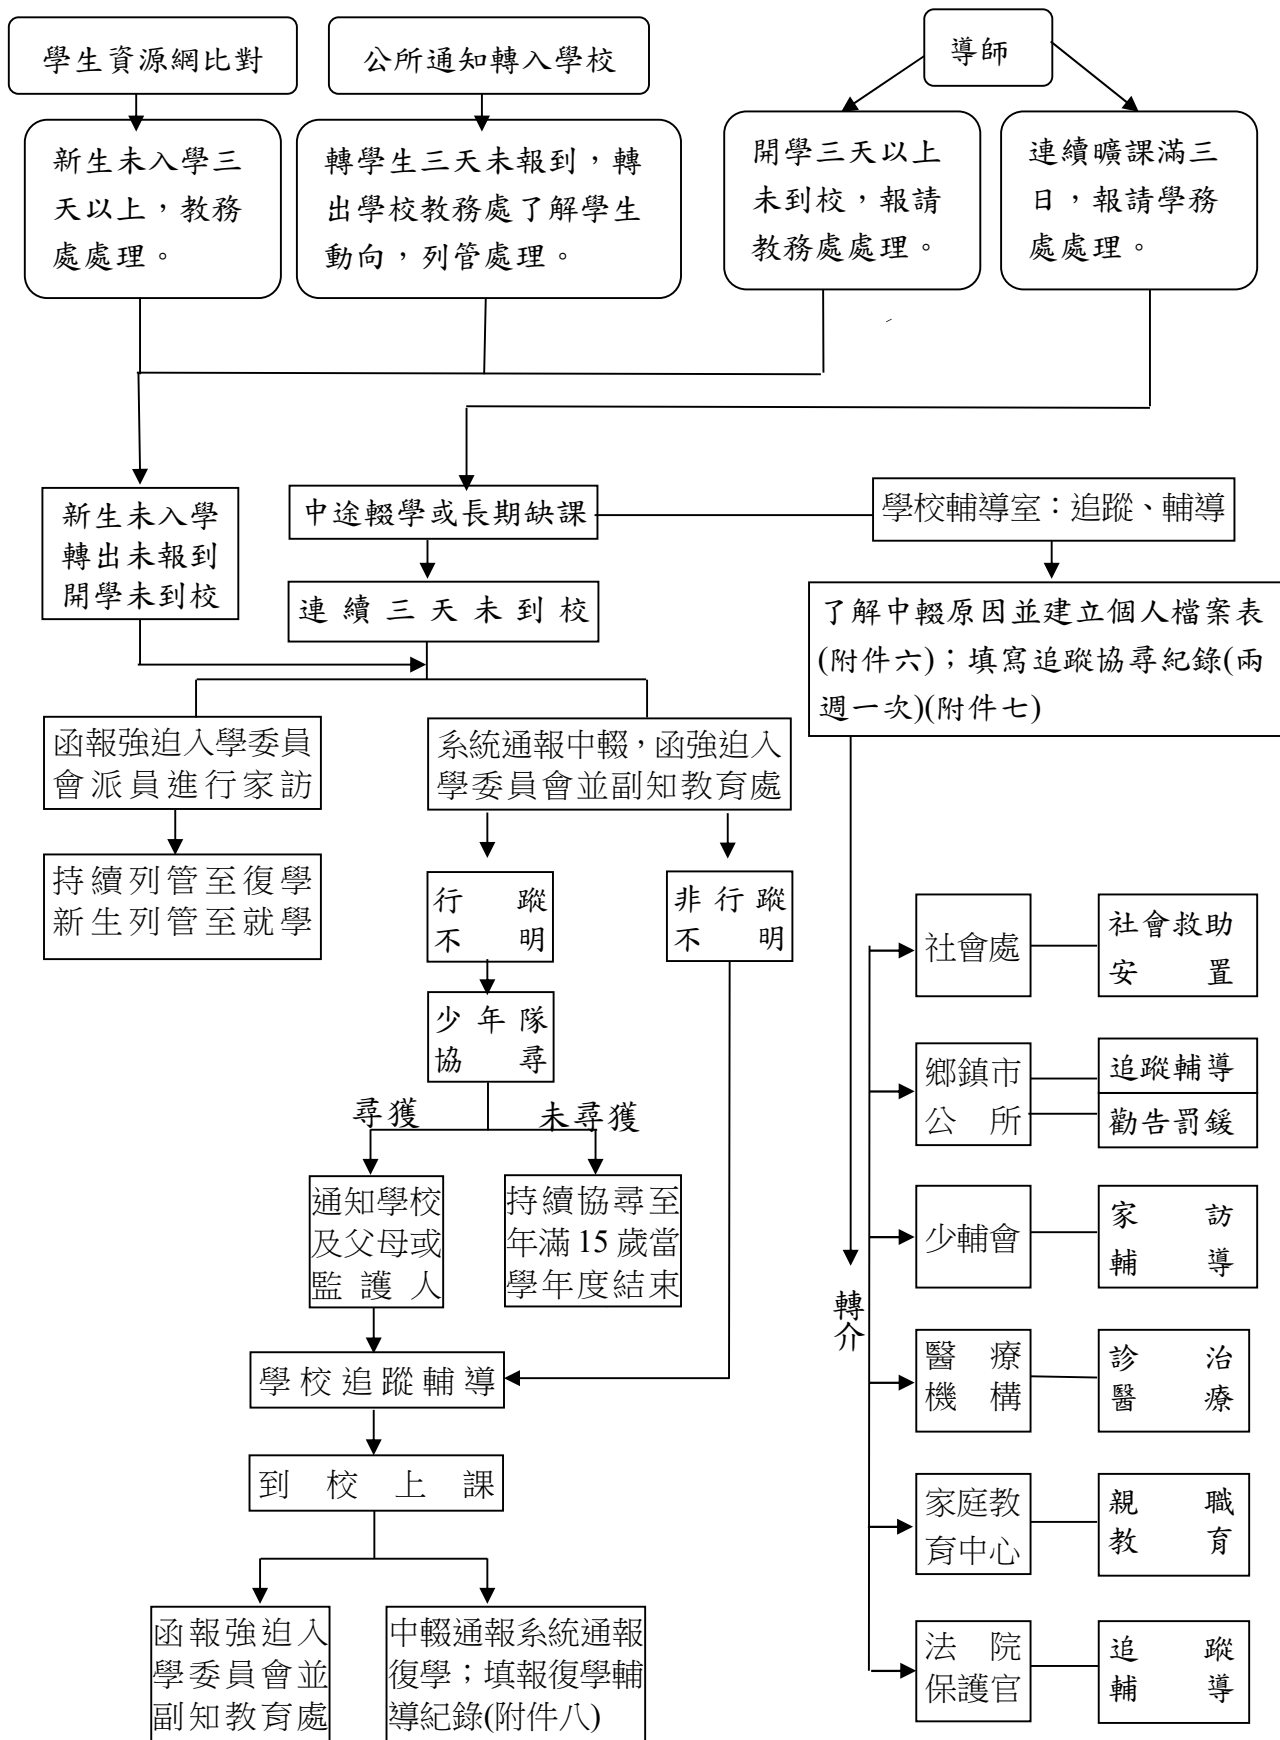 學生資源網比對
公所通知轉入學校
導師
新生未入學三
天以上，教務
處處理。
轉學生三天未報到，轉
出學校教務處了解學生
動向，列管處理。
開學三天以上
未到校，報請
教務處處理。
連續曠課滿三
日，報請學務
處處理。
新生未入學
轉出未報到
開學未到校
中途輟學或長期缺課
學校輔導室：追蹤、輔導
連續三天未到校
了解中輟原因並建立個人檔案表
(附件六)；填寫追蹤協尋紀錄(兩
週一次)(附件七)
函報強迫入學委員
會派員進行家訪
系統通報中輟，函強迫入
學委員會並副知教育處
持續列管至復學
新生列管至就學
行蹤
不明
非行蹤
不明
少年隊
協尋
尋獲
未尋獲
通知學校
及父母或
監護人
持續協尋至
年滿 15 歲當
學年度結束
學校追蹤輔導
到校上課
函報強迫入
學委員會並
副知教育處
中輟通報系統通報
復學；填報復學輔
導紀錄(附件八)
轉介
社會處
社會救助
安置
鄉鎮市
公所
追蹤輔導
勸告罰鍰
少輔會
家訪
輔導
醫療
機構
診治
醫療
家庭教
育中心
親職
教育
法院
保護官
追蹤
輔導